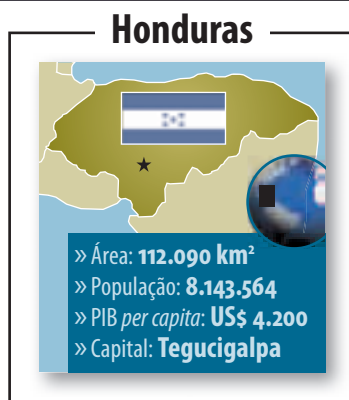 Honduras
» Área: 112.090 km²
» População: 8.143.564
» PIB per capita: US$ 4.200
» Capital: Tegucigalpa